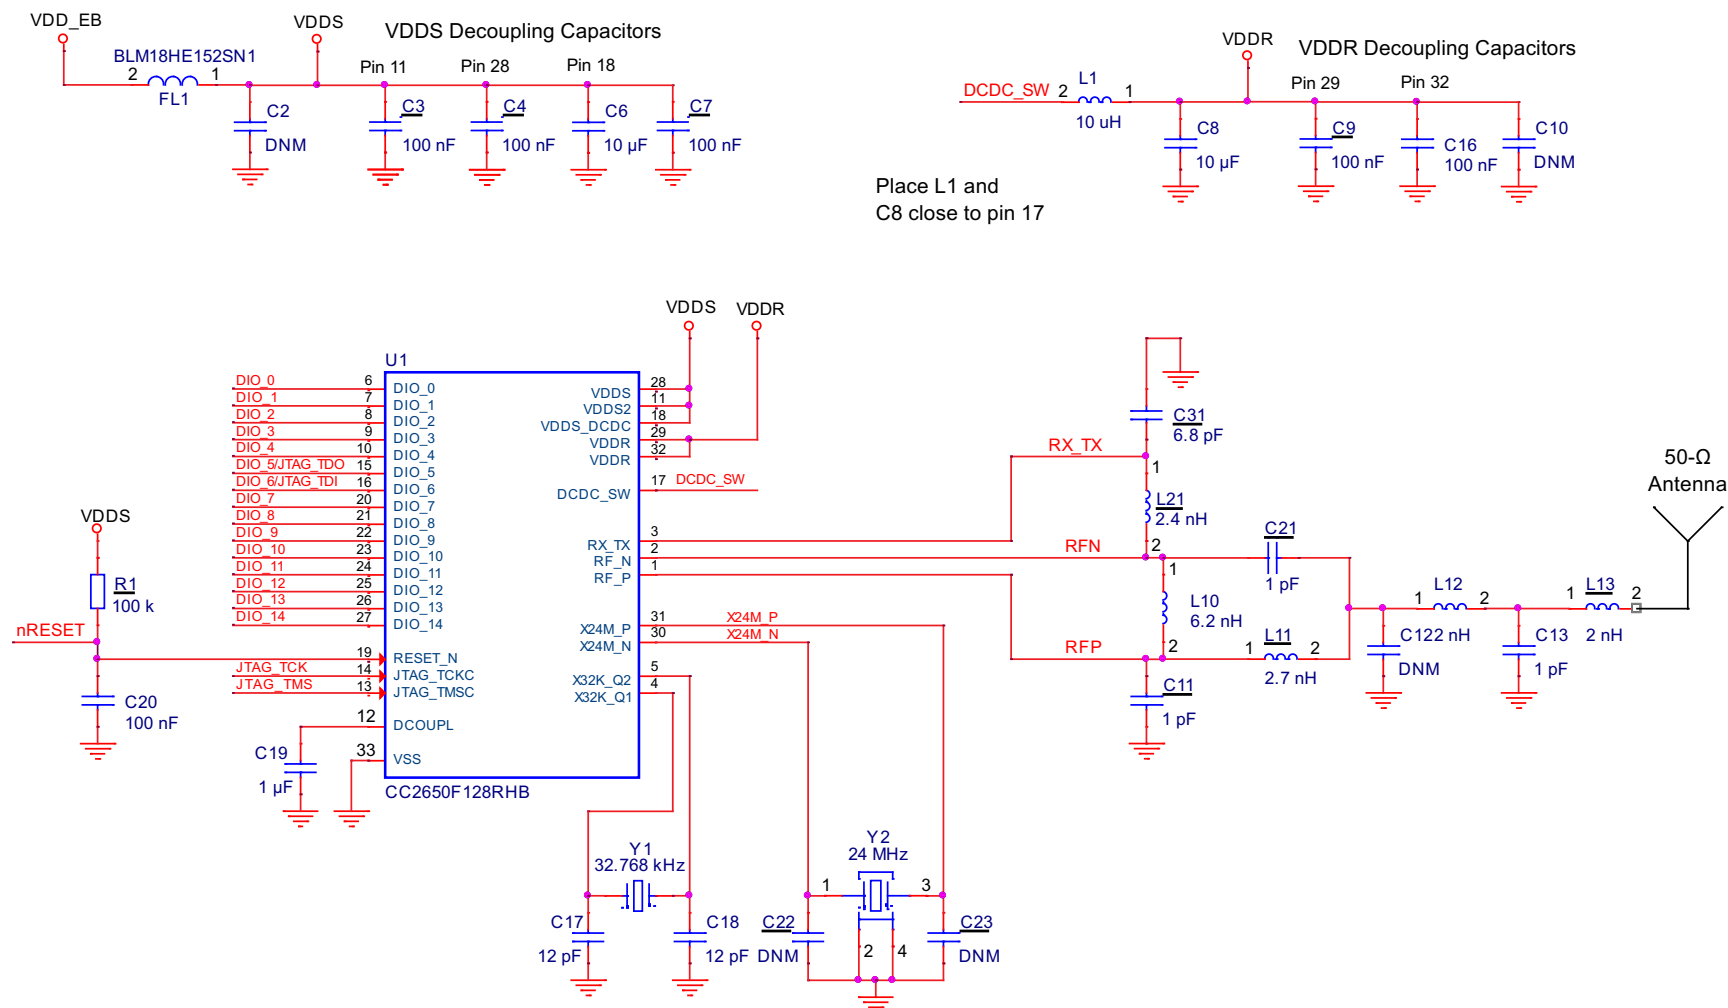 VDD_EB
VDDS
VDDS Decoupling Capacitors
BLM18HE152SN1
2
1
FL1
Pin 11
Pin 28
Pin 18
C2
DNM
C3
100 nF
C4
100 nF
C6
10 µF
C7
100 nF
VDDR
VDDR Decoupling Capacitors
DCDC_SW
2
L1
1
10 uH
Pin 29
Pin 32
C8
10 µF
C9
100 nF
C16
100 nF
C10
DNM
Place L1 and
C8 close to pin 17
VDDS
VDDR
U1
DIO_0 6 DIO_0
DIO_1 7 DIO_1
DIO_2 8 DIO_2
DIO_3 9 DIO_3
DIO_4 10 DIO_4
DIO_5/JTAG_TDO 15 DIO_5
DIO_6/JTAG_TDI 16 DIO_6
DIO_7 20 DIO_7
DIO_8 21 DIO_8
DIO_9 22 DIO_9
DIO_10 23 DIO_10
DIO_11 24 DIO_11
DIO_12 25 DIO_12
DIO_13 26 DIO_13
DIO_14 27 DIO_14
19 RESET_N
JTAG_TCK 14 JTAG_TCKC
JTAG_TMS 13 JTAG_TMSC
12 DCOUPL
33 VSS
VDDS 28
VDDS2 11
VDDS_DCDC 18
VDDR 29
VDDR 32
DCDC_SW 17 DCDC_SW
RX_TX 3
RF_N 2
RF_P 1
X24M_P 31 X24M_P
X24M_N 30 X24M_N
X32K_Q2 5
X32K_Q1 4
CC2650F128RHB
VDDS
R1
100 k
nRESET
C20
100 nF
C19
1 µF
Y1
32.768 kHz
C17
12 pF
C18
12 pF
Y2
24 MHz
1
3
2
4
C22
DNM
C23
DNM
C31
6.8 pF
RX_TX
1
L21
2.4 nH
2
RFN
C21
1 pF
1
L10
6.2 nH
2
RFP
1
L11
2
2.7 nH
C11
1 pF
1
L12
2
C122 nH
DNM
C13
1 pF
1
L13
2
2 nH
50-Ω
Antenna